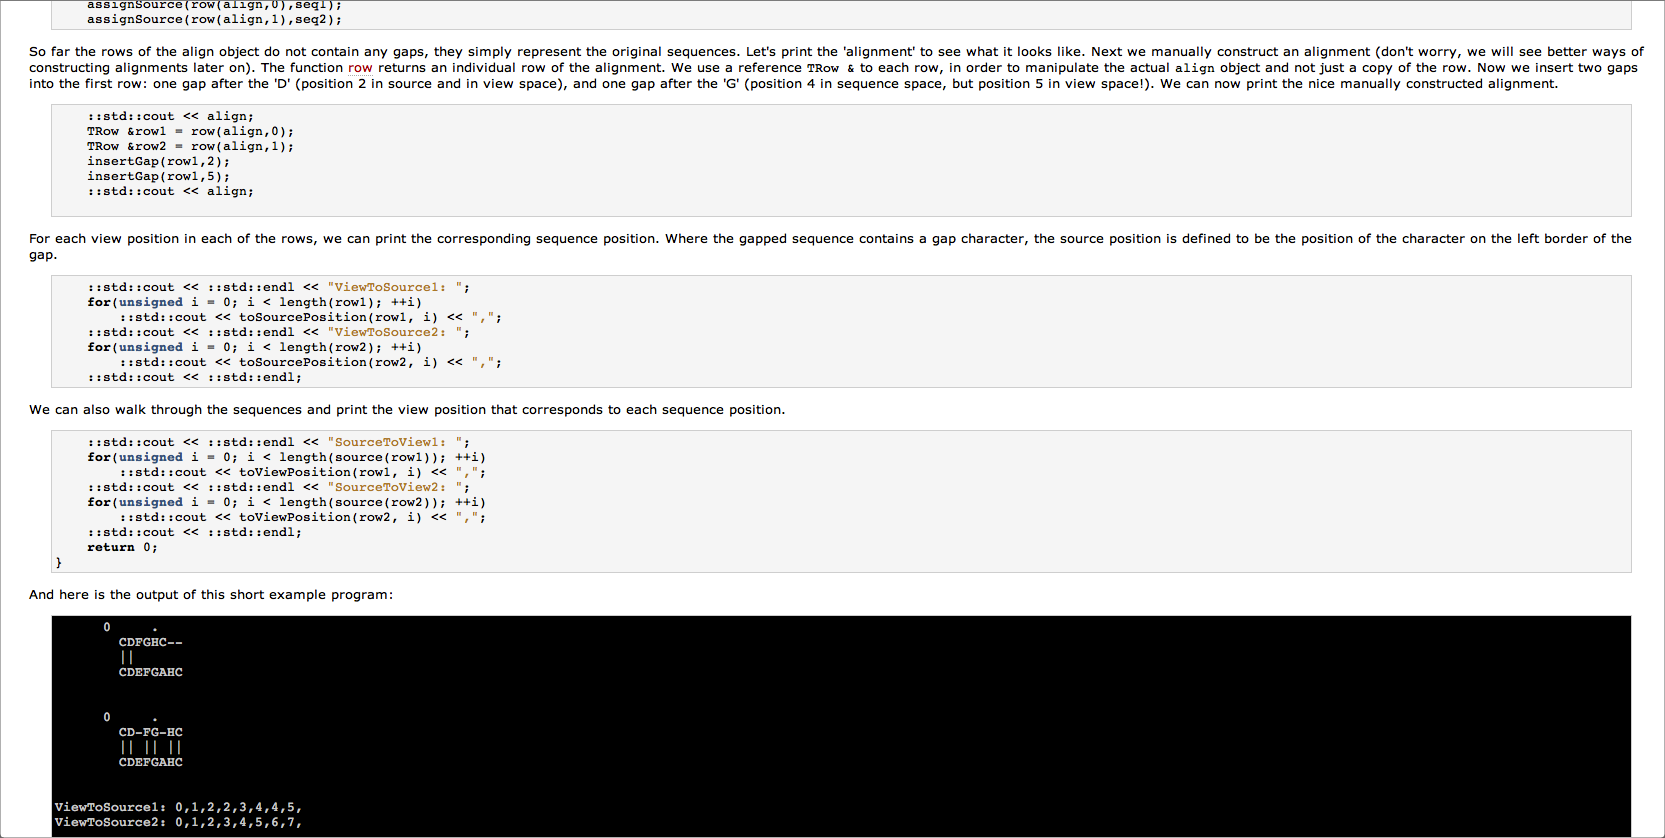 assignSource(row(align,0),seq1);
assignSource(row(align,1),seq2);
So far the rows of the align object do not contain any gaps, they simply represent the original sequences. Let's print the 'alignment' to see what it looks like. Next we manually construct an alignment (don't worry, we will see better ways of
constructing alignments later on). The function row returns an individual row of the alignment. We use a reference TRow & to each row, in order to manipulate the actual align object and not just a copy of the row. Now we insert two gaps
into the first row: one gap after the 'D' (position 2 in source and in view space), and one gap after the 'G' (position 4 in sequence space, but position 5 in view space!). We can now print the nice manually constructed alignment.
::std::cout << align;
TRow &row1 = row(align,0);
TRow &row2 = row(align,1);
insertGap(row1,2);
insertGap(row1,5);
::std::cout << align;
For each view position in each of the rows, we can print the corresponding sequence position. Where the gapped sequence contains a gap character, the source position is defined to be the position of the character on the left border of the
gap.
::std::cout << ::std::endl << "ViewToSource1: ";
for(unsigned i = 0; i < length(row1); ++i)
::std::cout << toSourcePosition(row1, i) << ",";
::std::cout << ::std::endl << "ViewToSource2: ";
for(unsigned i = 0; i < length(row2); ++i)
::std::cout << toSourcePosition(row2, i) << ",";
::std::cout << ::std::endl;
We can also walk through the sequences and print the view position that corresponds to each sequence position.
::std::cout << ::std::endl << "SourceToView1: ";
for(unsigned i = 0; i < length(source(row1)); ++i)
::std::cout << toViewPosition(row1, i) << ",";
::std::cout << ::std::endl << "SourceToView2: ";
for(unsigned i = 0; i < length(source(row2)); ++i)
::std::cout << toViewPosition(row2, i) << ",";
::std::cout << ::std::endl;
return 0;
}
And here is the output of this short example program:
0     .
CDFGHC--
||
CDEFGAHC
0     .
CD-FG-HC
|| || ||
CDEFGAHC
ViewToSource1: 0,1,2,2,3,4,4,5,
ViewToSource2: 0,1,2,3,4,5,6,7,